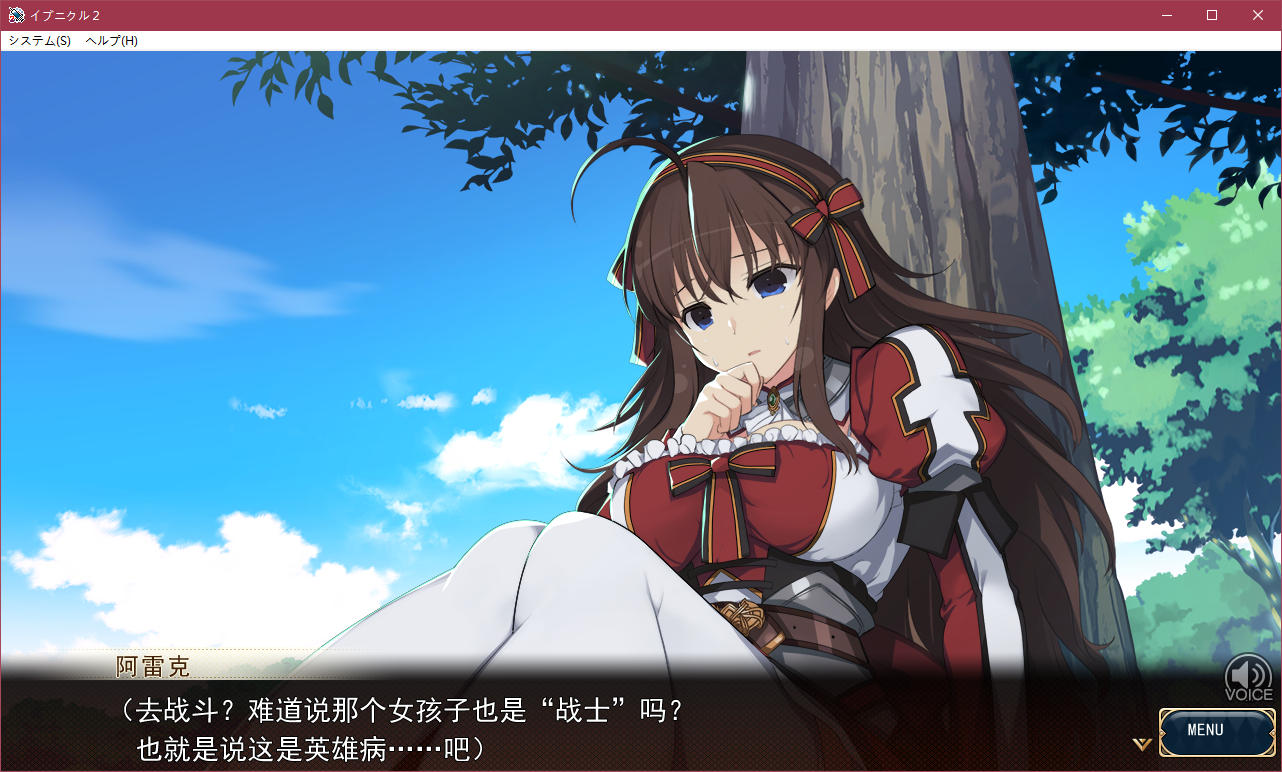 イブニクル２
システム(S) ヘルプ(H)
阿雷克
（去战斗？难道说那个女孩子也是“战士”吗？
也就是说这是英雄病……吧）
VOICE
MENU